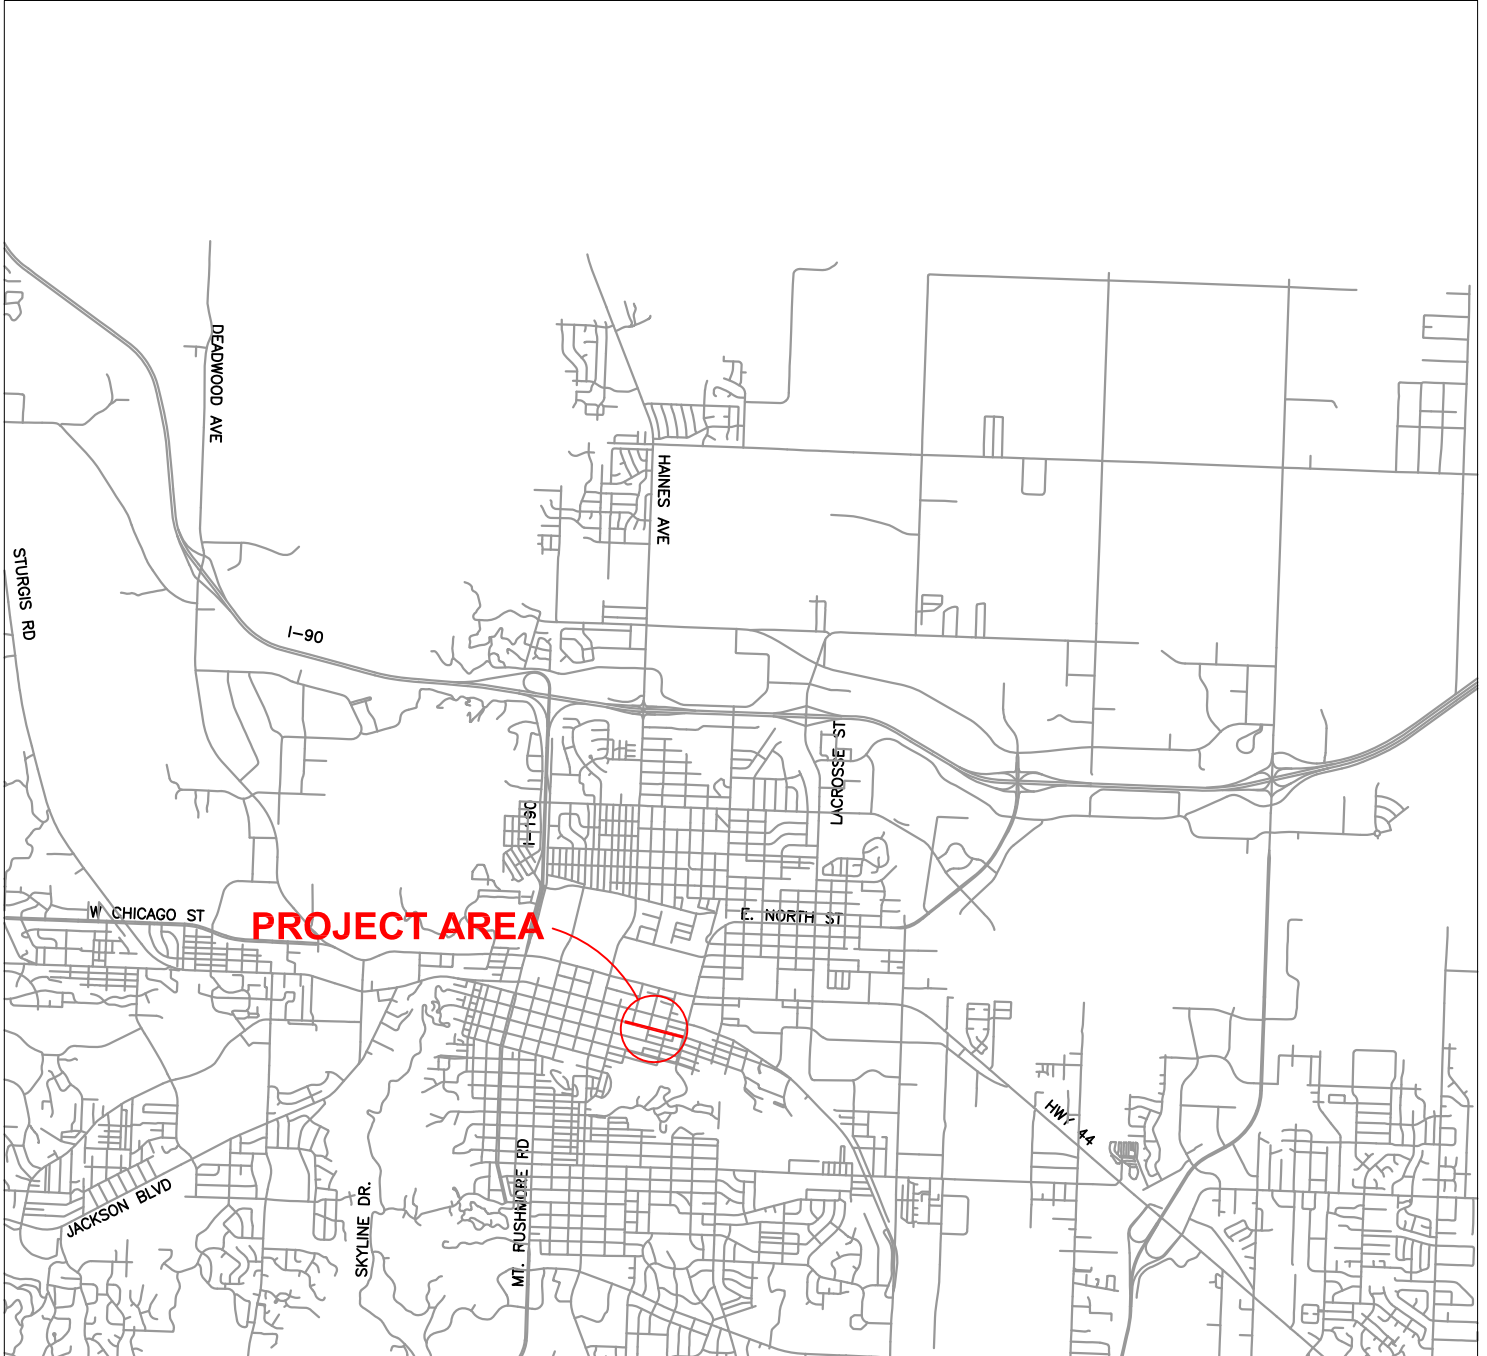 DEADWOOD AVE
HAINES AVE
STURGIS RD
I-90
LACROSSE ST
I-190
W CHICAGO ST
PROJECT AREA
E. NORTH ST
HWY 44
JACKSON BLVD
SKYLINE DR.
MT. RUSHMORE RD